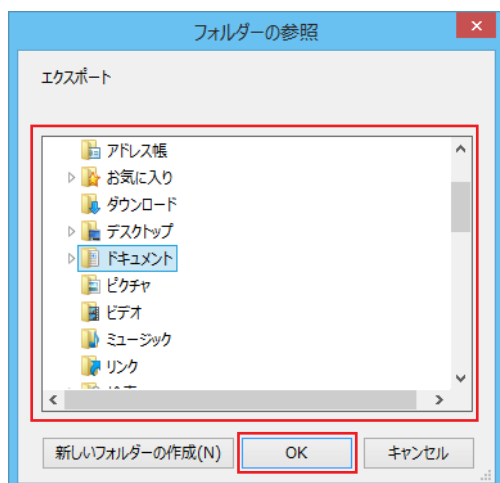 フォルダーの参照
エクスポート
アドレス帳
お気に入り
ダウンロード
デスクトップ
ドキュメント
ピクチャ
ビデオ
ミュージック
リンク
新しいフォルダーの作成(N) OK キャンセル